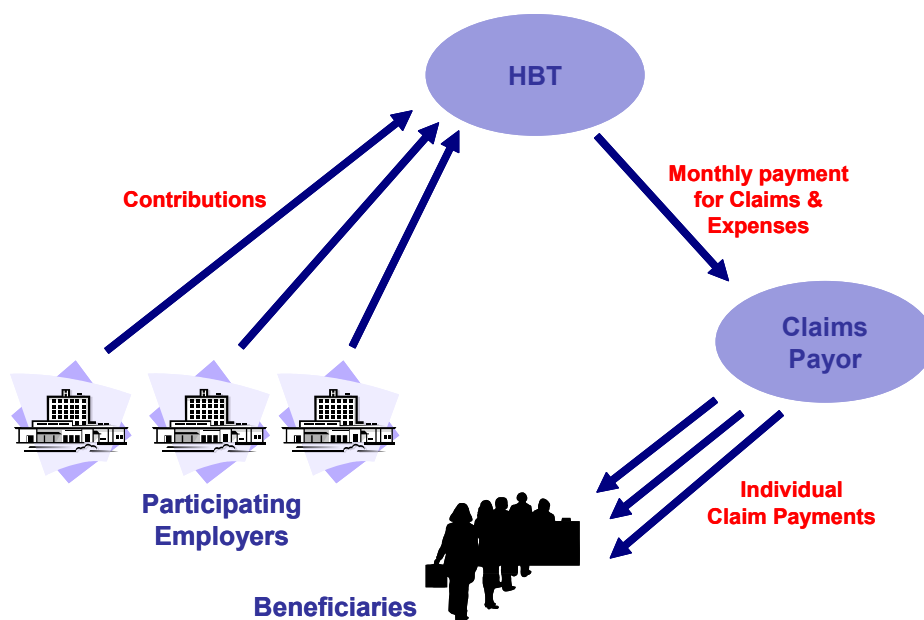 HBT
Contributions
Monthly payment
for Claims &
Expenses
Claims
Payor
Participating
Employers
Individual
Claim Payments
Beneficiaries